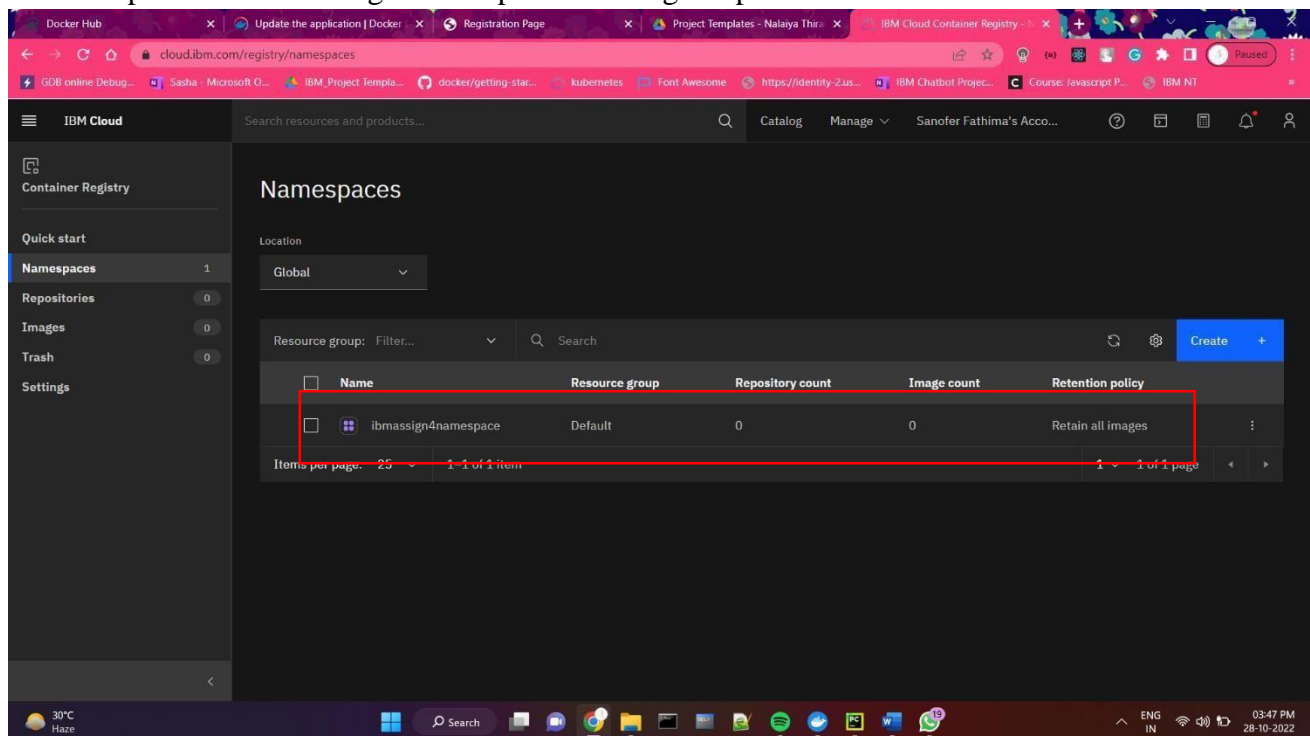 Docker Hub
Update the application | Docker
Registration Page
Project Templates - Nalaiya Thira
IBM Cloud Container Registry - N
cloud.ibm.com/registry/namespaces
Paused
GDB online Debug...
Sasha - Microsoft O...
IBM_Project Templa...
docker/getting-star...
kubernetes
Font Awesome
https://identity-2.us...
IBM Chatbot Projec...
Course: Javascript P...
IBM NT
IBM Cloud
Search resources and products...
Catalog
Manage
Sanofer Fathima's Acco...
Container Registry
Quick start
Namespaces 1
Repositories 0
Images 0
Trash 0
Settings
Namespaces
Location
Global
Resource group: Filter...
Search
Create +
Name Resource group Repository count Image count Retention policy
ibmassign4namespace Default 0 0 Retain all images
Items per page: 25 1-1 of 1 item 1 1 of 1 page
30°C
Haze
Search
19
ENG
IN
03:47 PM
28-10-2022